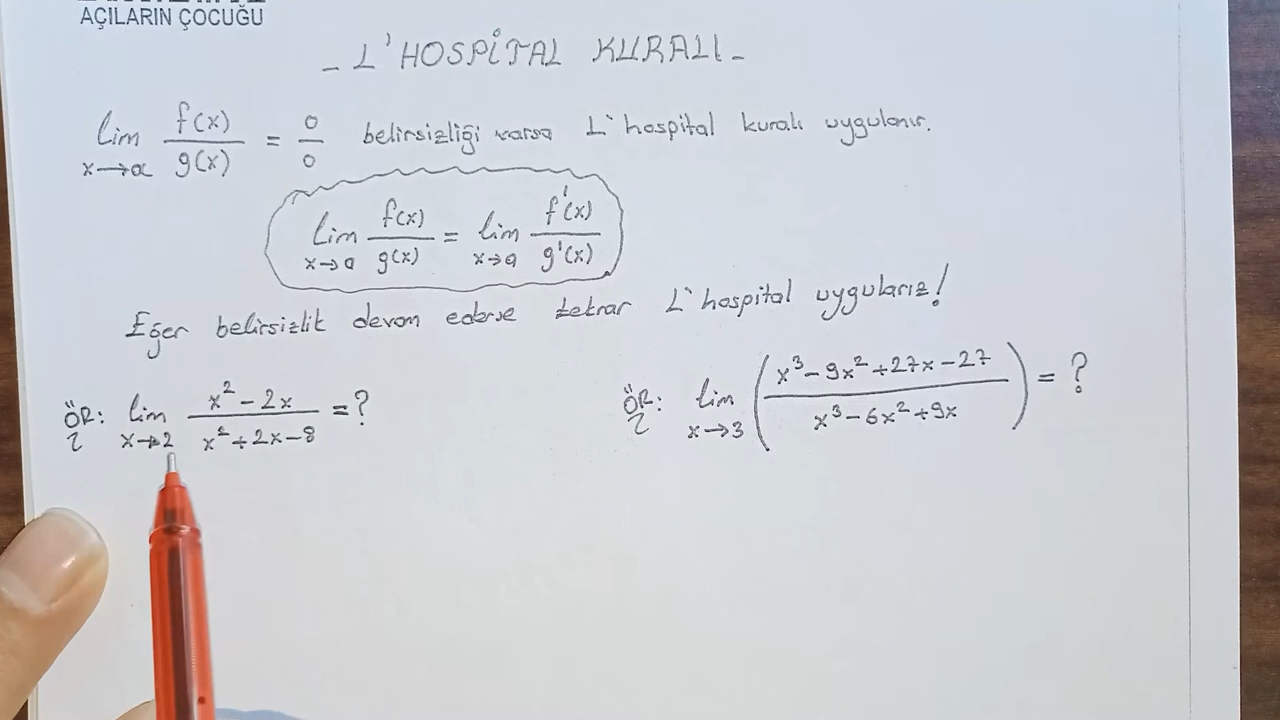 AÇILARIN ÇOCUĞU
- L'HOSPİTAL KURALI -
lim x→a f(x)/g(x) = 0/0 belirsizliği varsa L'hospital kuralı uygulanır.
lim x→a f(x)/g(x) = lim x→a f'(x)/g'(x)
Eğer belirsizlik devam ederse tekrar L'hospital uygularız!
ÖR: lim x→2 x² - 2x / x² + 2x - 8 = ?
ÖR: lim x→3 (x³ - 9x² + 27x - 27 / x³ - 6x² + 9x) = ?